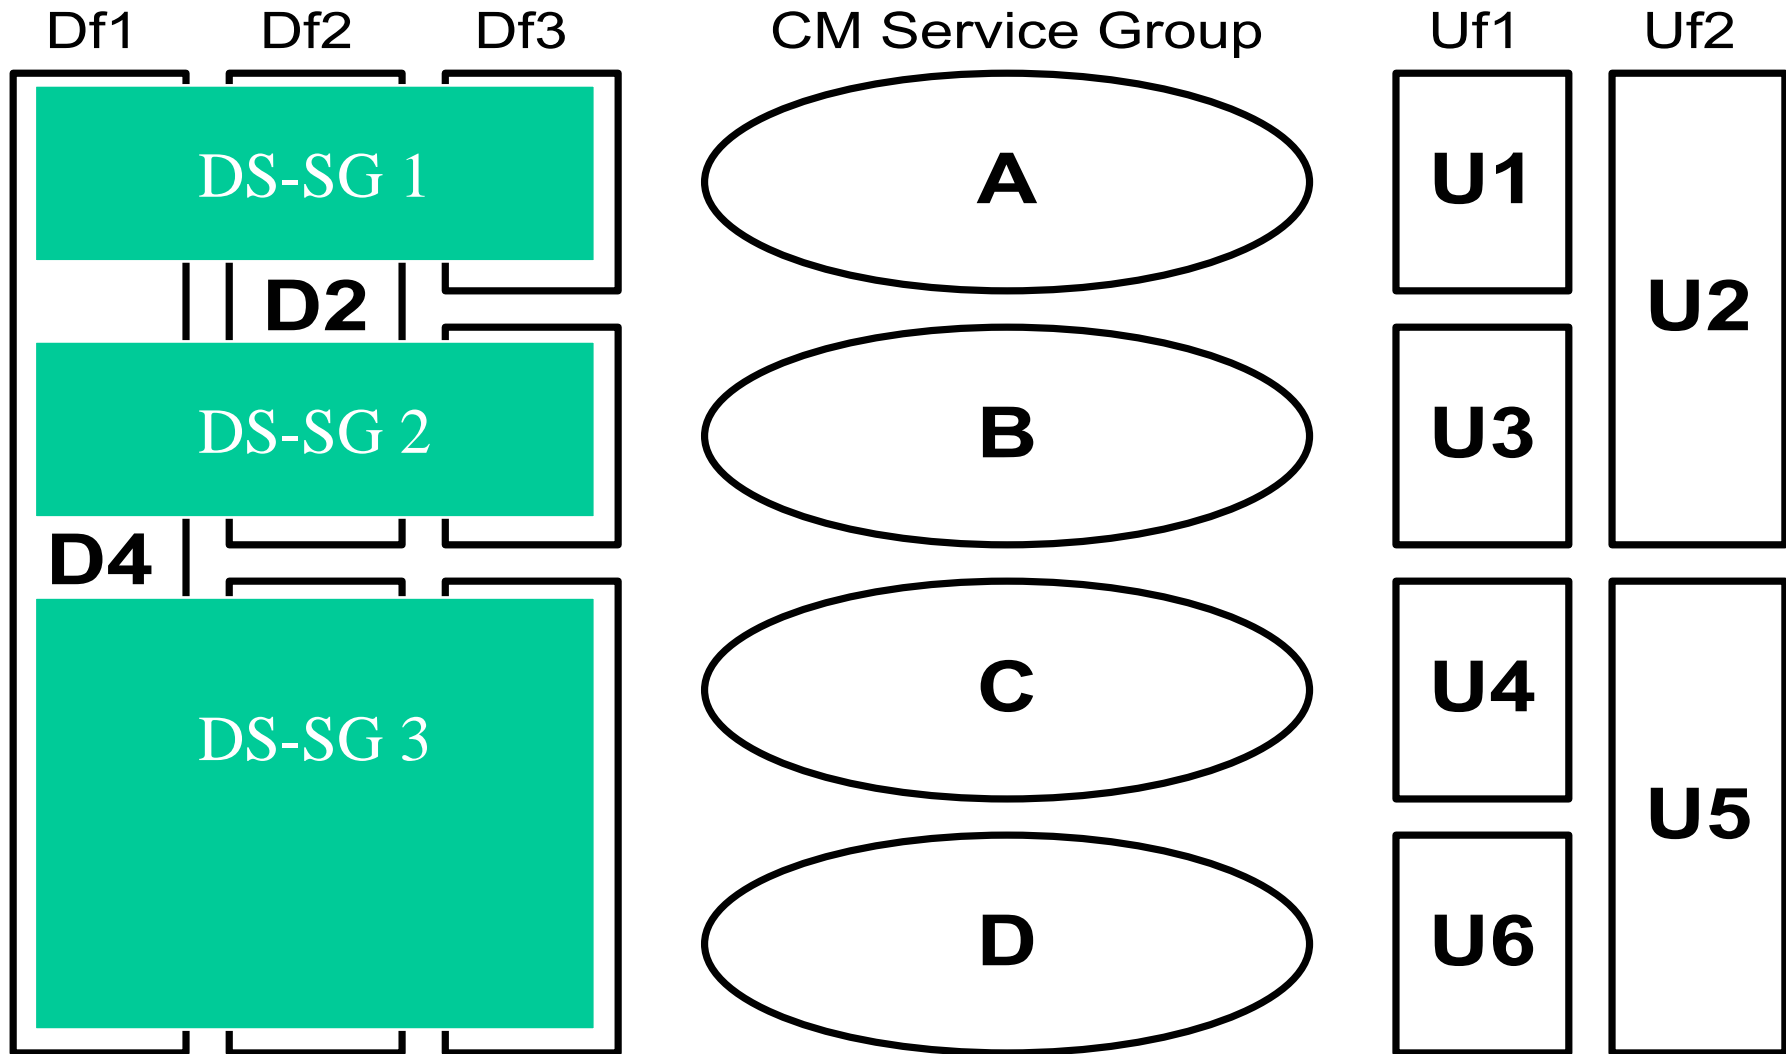 Df1 Df2 Df3 CM Service Group Uf1 Uf2
DS-SG 1 A U1
D2 U2
DS-SG 2 B U3
D4
DS-SG 3 C U4
U5
D U6